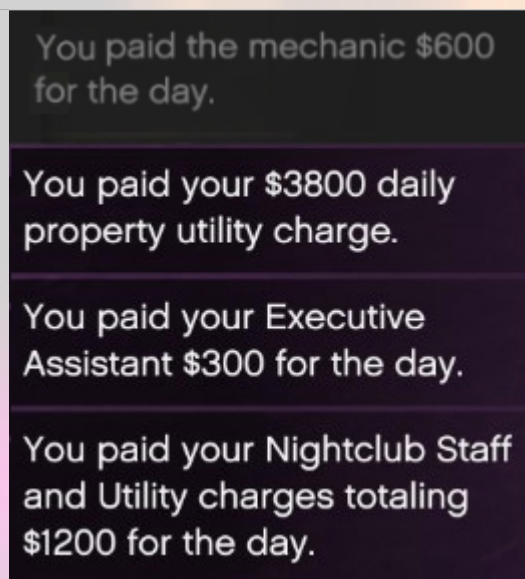 You paid the mechanic $600
for the day.
You paid your $3800 daily
property utility charge.
You paid your Executive
Assistant $300 for the day.
You paid your Nightclub Staff
and Utility charges totaling
$1200 for the day.